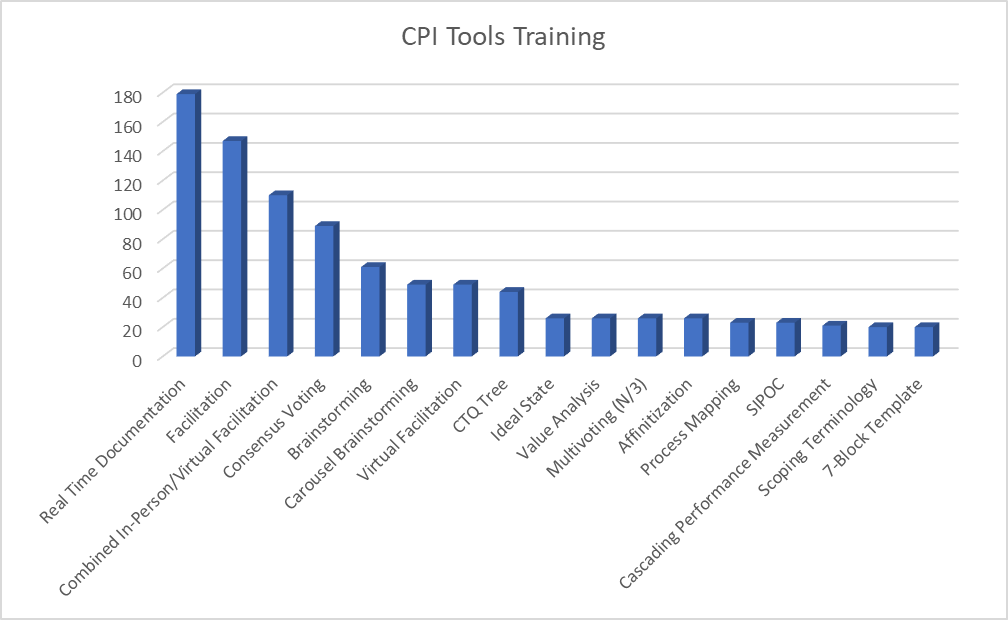 CPI Tools Training
180
160
140
120
100
80
60
40
20
0
Real Time Documentation
Facilitation
Combined In-Person/Virtual Facilitation
Consensus Voting
Brainstorming
Carousel Brainstorming
Virtual Facilitation
CTQ Tree
Ideal State
Value Analysis
Multivoting (N/3)
Affinitization
Process Mapping
SIPOC
Cascading Performance Measurement
Scoping Terminology
7-Block Template